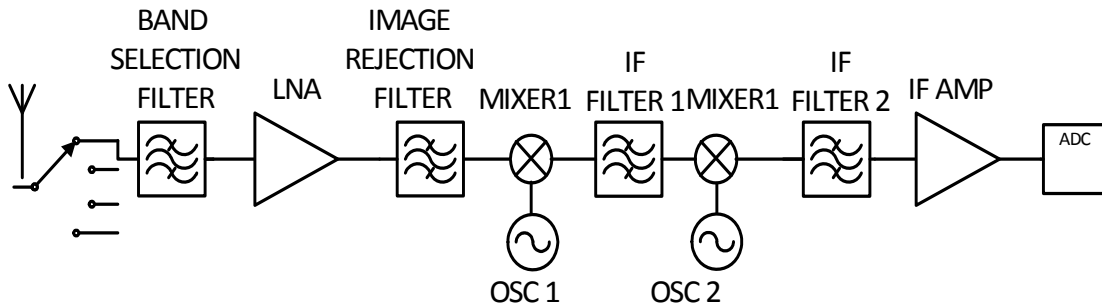 BAND
SELECTION
FILTER
LNA
IMAGE
REJECTION
FILTER
MIXER1
IF
FILTER 1
MIXER1
IF
FILTER 2
IF AMP
ADC
OSC 1
OSC 2